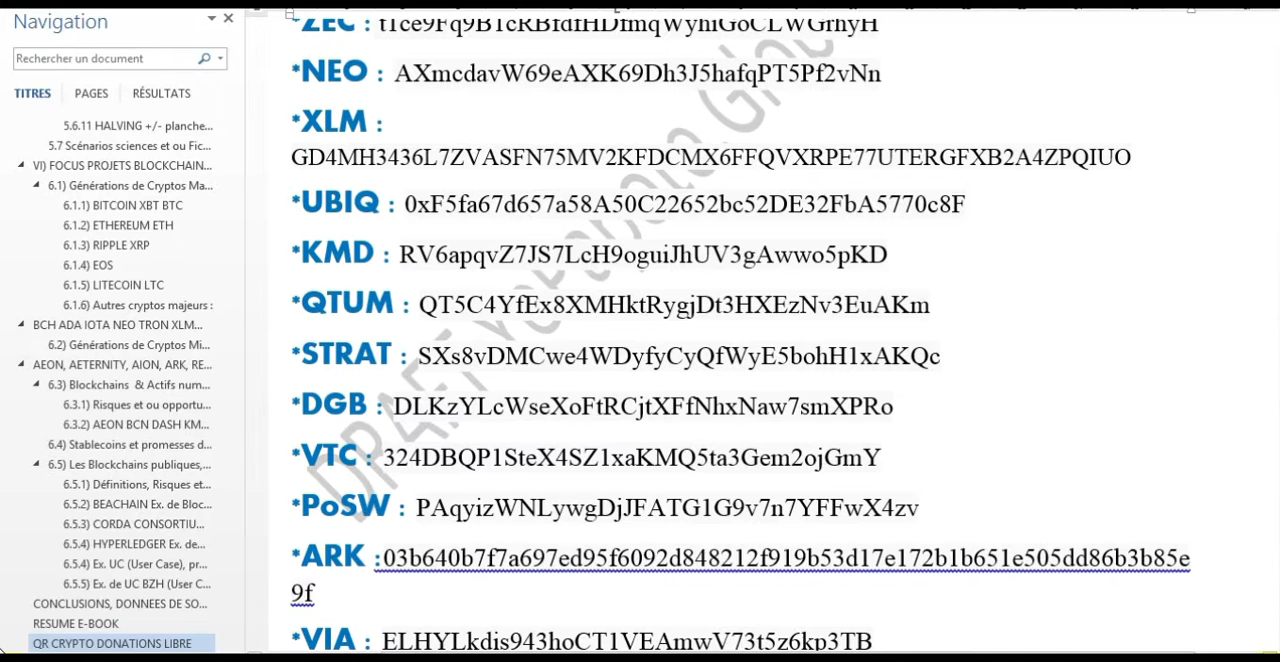 Navigation
Rechercher un document
TITRES PAGES RÉSULTATS
5.6.11 HALVING +/- planche...
5.7 Scénarios sciences et ou Fic...
VI) FOCUS PROJETS BLOCKCHAIN...
6.1) Générations de Cryptos Ma...
6.1.1) BITCOIN XBT BTC
6.1.2) ETHEREUM ETH
6.1.3) RIPPLE XRP
6.1.4) EOS
6.1.5) LITECOIN LTC
6.1.6) Autres cryptos majeurs :
BCH ADA IOTA NEO TRON XLM...
6.2) Générations de Cryptos Mi...
AEON, AETERNITY, AION, ARK, RE...
6.3) Blockchains & Actifs num...
6.3.1) Risques et ou opportu...
6.3.2) AEON BCN DASH KM...
6.4) Stablecoins et promesses d...
6.5) Les Blockchains publiques,...
6.5.1) Définitions, Risques et...
6.5.2) BEACHAIN Ex. de Bloc...
6.5.3) CORDA CONSORTIU...
6.5.4) HYPERLEDGER Ex. de...
6.5.4) Ex. UC (User Case), pr...
6.5.5) Ex. de UC BZH (User C...
CONCLUSIONS, DONNEES DE SO...
RESUME E-BOOK
QR CRYPTO DONATIONS LIBRE
*ZEC :
*NEO : AXmcdavW69eAXK69Dh3J5hafqPT5Pf2vNn
*XLM :
GD4MH3436L7ZVASFN75MV2KFDCMX6FFQVXRPE77UTERGFXB2A4ZPQIUO
*UBIQ : 0xF5fa67d657a58A50C22652bc52DE32FbA5770c8F
*KMD : RV6apqvZ7JS7LcH9oguiJhUV3gAwwo5pKD
*QTUM : QT5C4YfEx8XMHktRygjDt3HXEzNv3EuAKm
*STRAT : SXs8vDMCwe4WDyfyCyQfWyE5bohH1xAKQc
*DGB : DLKzYLcWseXoFtRCjtXFfNhxNaw7smXPRo
*VTC : 324DBQP1SteX4SZ1xaKMQ5ta3Gem2ojGmY
*PoSW : PAqyizWNLywgDjJFATG1G9v7n7YFFwX4zv
*ARK :03b640b7f7a697ed95f6092d848212f919b53d17e172b1b651e505dd86b3b85e
9f
*VIA : ELHYLkdis943hoCT1VEAmwV73t5z6kp3TB